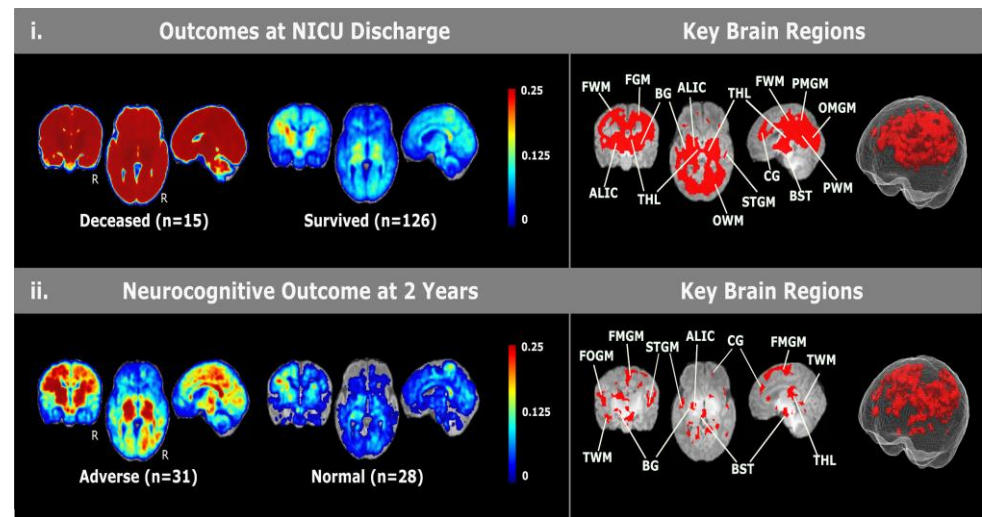 i. Outcomes at NICU Discharge
Key Brain Regions
0.25
0.125
0
R
R
Deceased (n=15)
Survived (n=126)
FWM FGM BG ALIC THL FWM PMGM
OMGM
ALIC THL OWM STGM CG BST PWM
ii. Neurocognitive Outcome at 2 Years
Key Brain Regions
0.25
0.125
0
R
R
Adverse (n=31)
Normal (n=28)
FOGM FMGM STGM ALIC CG FMGM TWM
TWM BG BST THL